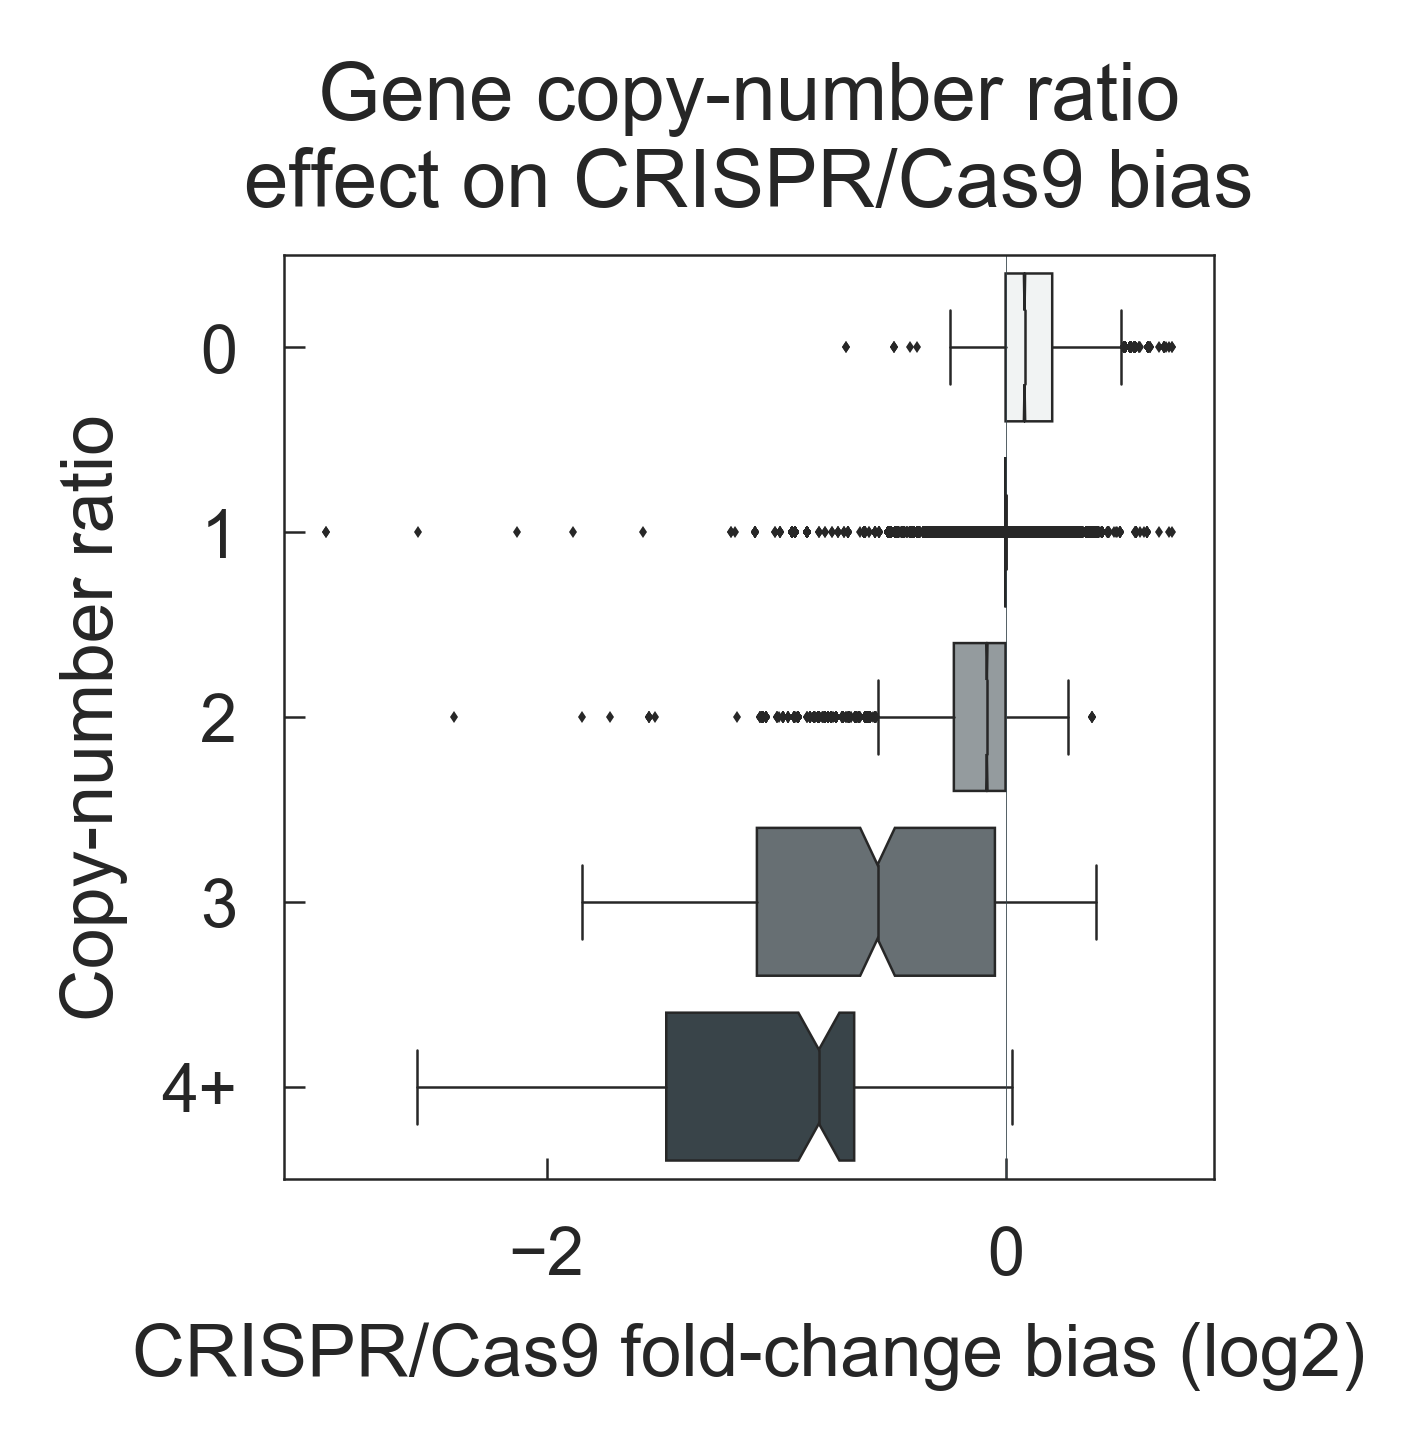 Gene copy-number ratio
effect on CRISPR/Cas9 bias
Copy-number ratio
0
1
2
3
4+
−2 0
CRISPR/Cas9 fold-change bias (log2)